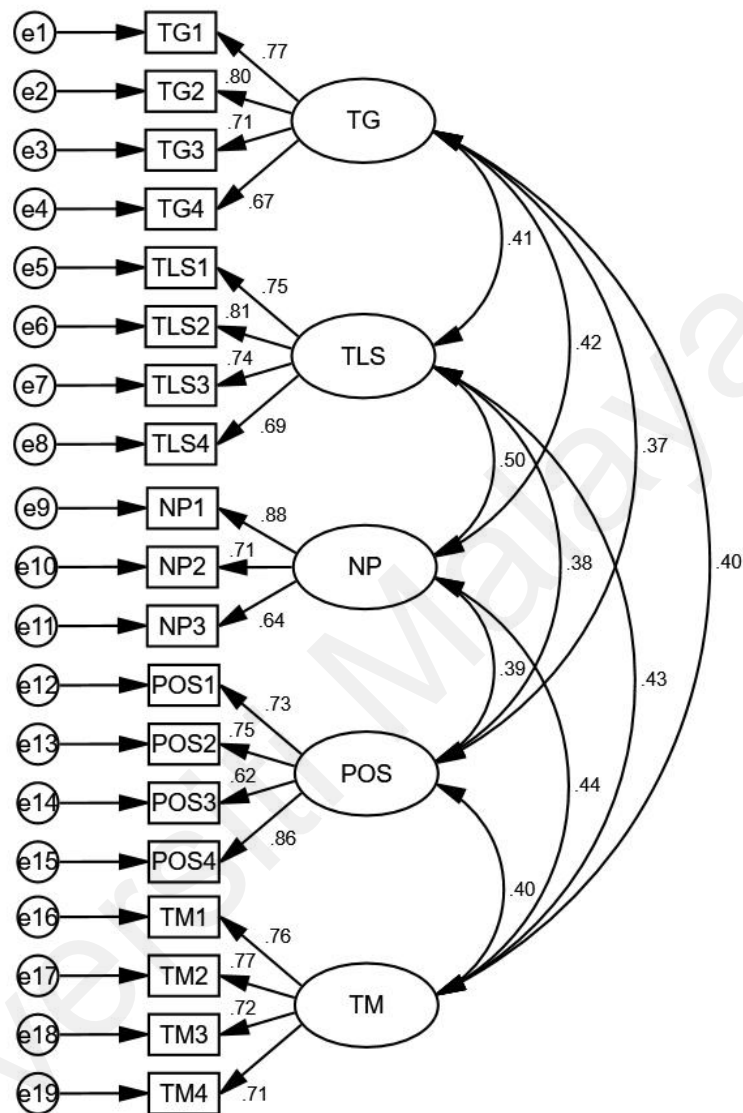 e1 TG1 .77
e2 TG2 .80
TG
e3 TG3 .71
e4 TG4 .67
.41
e5 TLS1 .75
e6 TLS2 .81
.42
TLS
e7 TLS3 .74
e8 TLS4 .69
.37
.50
e9 NP1 .88
e10 NP2 .71
NP .38 .40
e11 NP3 .64
.39
.43
e12 POS1 .73
e13 POS2 .75
POS
.44
e14 POS3 .62
e15 POS4 .86
.40
e16 TM1 .76
e17 TM2 .77
TM
e18 TM3 .72
e19 TM4 .71
versiti Malaya